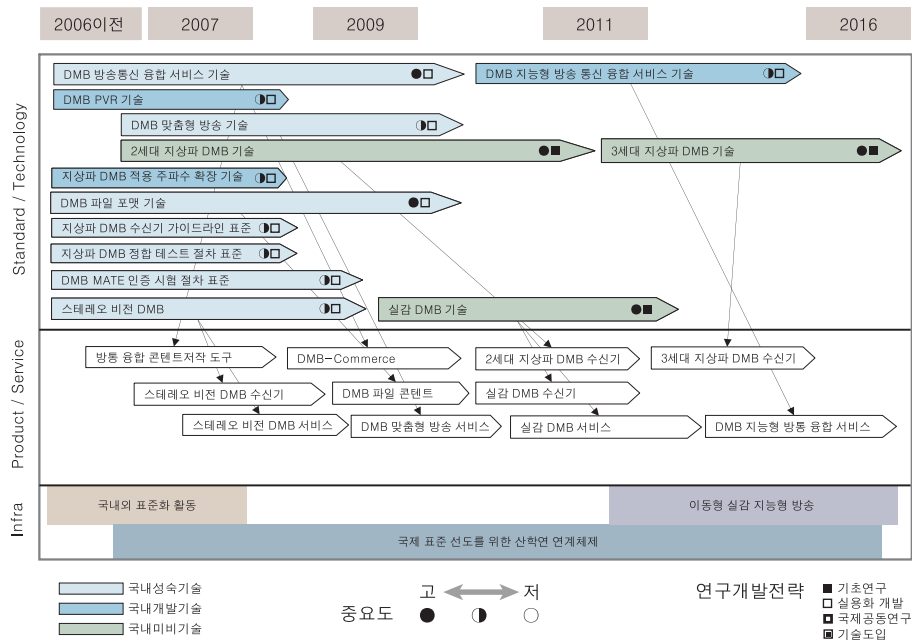 2006이전
2007
2009
2011
2016
Standard / Technology
DMB 방송통신 융합 서비스 기술
DMB 지능형 방송 통신 융합 서비스 기술
DMB PVR 기술
DMB 맞춤형 방송 기술
2세대 지상파 DMB 기술
3세대 지상파 DMB 기술
지상파 DMB 적용 주파수 확장 기술
DMB 파일 포맷 기술
지상파 DMB 수신기 가이드라인 표준
지상파 DMB 정합 테스트 절차 표준
DMB MATE 인증 시험 절차 표준
스테레오 비전 DMB
실감 DMB 기술
Product / Service
방통 융합 콘텐트저작 도구
DMB-Commerce
2세대 지상파 DMB 수신기
3세대 지상파 DMB 수신기
스테레오 비전 DMB 수신기
DMB 파일 콘텐트
실감 DMB 수신기
스테레오 비전 DMB 서비스
DMB 맞춤형 방송 서비스
실감 DMB 서비스
DMB 지능형 방통 융합 서비스
Infra
국내외 표준화 활동
이동형 실감 지능형 방송
국제 표준 선도를 위한 산학연 연계체제
국내성숙기술
국내개발기술
국내미비기술
고 저
중요도
연구개발전략
기초연구
실용화 개발
국제공동연구
기술도입